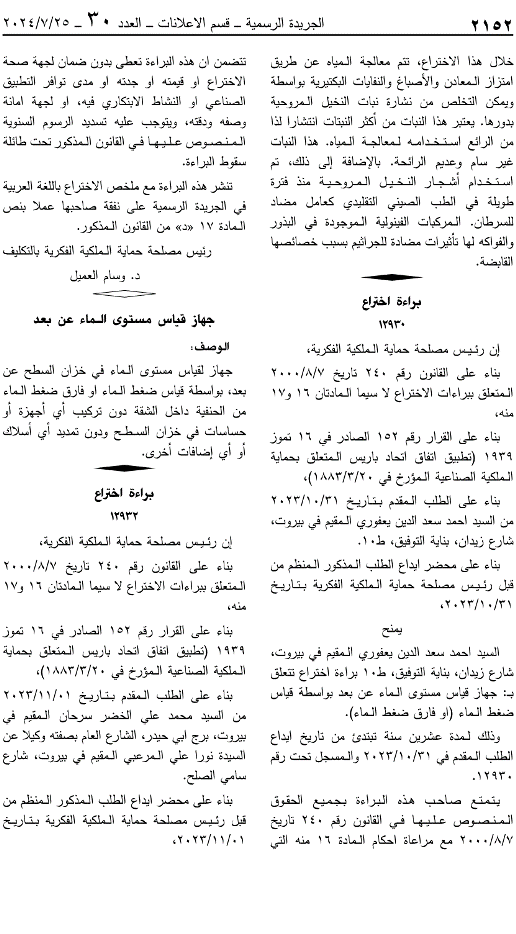 ٢١٥٢
الجريدة الرسمية – قسم الاعلانات – العدد ٣٠ – ٢٠٢٤/٧/٢٥
خلال هذا الاختراع، تتم معالجة المياه عن طريق
امتزاز المعادن والأصباغ والنفايات البكتيرية بواسطة
ويمكن التخلص من نشارة نبات النخيل المروحية
بدورها. يعتبر هذا النبات من أكثر النبتات انتشارا لذا
من الرائع استخدامه لمعالجة المياه. هذا النبات
غير سام وعديم الرائحة. بالإضافة إلى ذلك، تم
استخدام أشجار النخيل المروحية منذ فترة
طويلة في الطب الصيني التقليدي كعامل مضاد
للسرطان. المركبات الفينولية الموجودة في البذور
والفواكه لها تأثيرات مضادة للجراثيم بسبب خصائصها
القابضة.
براءة اختراع
١٢٩٣٠
إن رئيس مصلحة حماية الملكية الفكرية،
بناء على القانون رقم ٢٤٠ تاريخ ٢٠٠٠/٨/٧
المتعلق ببراءات الاختراع لا سيما المادتان ١٦ و١٧
منه،
بناء على القرار رقم ١٥٢ الصادر في ١٦ تموز
١٩٣٩ (تطبيق اتفاق اتحاد باريس المتعلق بحماية
الملكية الصناعية المؤرخ في ١٨٨٣/٣/٢٠)،
بناء على الطلب المقدم بتاريخ ٢٠٢٣/١٠/٣١
من السيد احمد سعد الدين يعفوري المقيم في بيروت،
شارع زيدان، بناية التوفيق، ط١٠.
بناء على محضر ايداع الطلب المذكور المنظم من
قبل رئيس مصلحة حماية الملكية الفكرية بتاريخ
٢٠٢٣/١٠/٣١،
يمنح
السيد احمد سعد الدين يعفوري المقيم في بيروت،
شارع زيدان، بناية التوفيق، ط١٠ براءة اختراع تتعلق
بـ: جهاز قياس مستوى الماء عن بعد بواسطة قياس
ضغط الماء (او فارق ضغط الماء).
وذلك لمدة عشرين سنة تبتدئ من تاريخ ايداع
الطلب المقدم في ٢٠٢٣/١٠/٣١ والمسجل تحت رقم
١٢٩٣٠.
يتمتع صاحب هذه البراءة بجميع الحقوق
المنصوص عليها في القانون رقم ٢٤٠ تاريخ
٢٠٠٠/٨/٧ مع مراعاة احكام المادة ١٦ منه التي
تتضمن ان هذه البراءة تعطى بدون ضمان لجهة صحة
الاختراع او قيمته او جدته او مدى توافر التطبيق
الصناعي او النشاط الابتكاري فيه، او لجهة امانة
وصفه ودقته، ويتوجب عليه تسديد الرسوم السنوية
المنصوص عليها في القانون المذكور تحت طائلة
سقوط البراءة.
تنشر هذه البراءة مع ملخص الاختراع باللغة العربية
في الجريدة الرسمية على نفقة صاحبها عملا بنص
المادة ١٧ «د» من القانون المذكور.
رئيس مصلحة حماية الملكية الفكرية بالتكليف
د. وسام العميل
جهاز قياس مستوى الماء عن بعد
الوصف:
جهاز لقياس مستوى الماء في خزان السطح عن
بعد، بواسطة قياس ضغط الماء او فارق ضغط الماء
من الحنفية داخل الشقة دون تركيب أي أجهزة أو
حساسات في خزان السطح ودون تمديد أي أسلاك
أو أي إضافات أخرى.
براءة اختراع
١٢٩٣٢
إن رئيس مصلحة حماية الملكية الفكرية،
بناء على القانون رقم ٢٤٠ تاريخ ٢٠٠٠/٨/٧
المتعلق ببراءات الاختراع لا سيما المادتان ١٦ و١٧
منه،
بناء على القرار رقم ١٥٢ الصادر في ١٦ تموز
١٩٣٩ (تطبيق اتفاق اتحاد باريس المتعلق بحماية
الملكية الصناعية المؤرخ في ١٨٨٣/٣/٢٠)،
بناء على الطلب المقدم بتاريخ ٢٠٢٣/١١/٠١
من السيد محمد علي الخضر سرحان المقيم في
بيروت، برج ابي حيدر، الشارع العام بصفته وكيلا عن
السيدة نورا علي المرعبي المقيم في بيروت، شارع
سامي الصلح.
بناء على محضر ايداع الطلب المذكور المنظم من
قبل رئيس مصلحة حماية الملكية الفكرية بتاريخ
٢٠٢٣/١١/٠١،